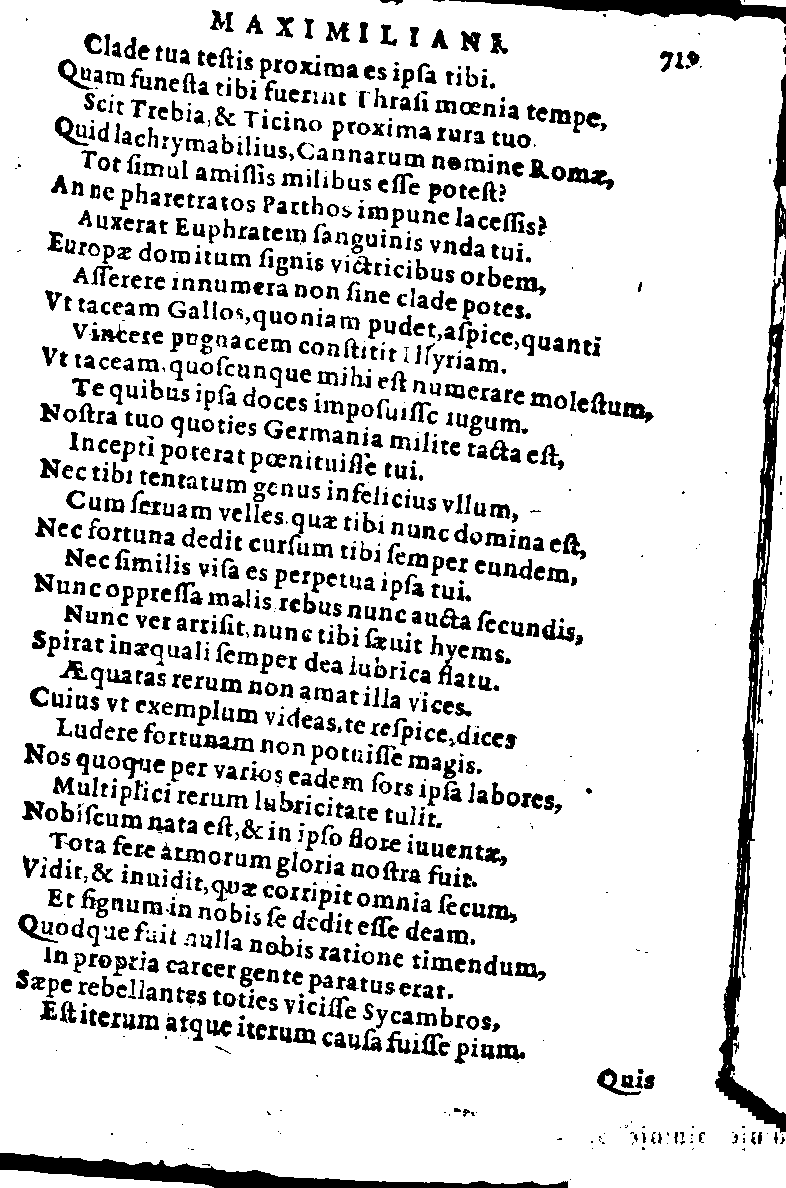 MAXIMILIANE 719
Clade tua teſtis proxima es ipſa tibi.
Quam funeſta tibi fuerint Thraſi mœnia tempe,
Scit Trebia, & Ticino proxima rura tuo.
Quid lachrymabilius, Cannarum nomine Romæ,
Tot ſimul amiſſis milibus eſſe poteſt?
An ne pharetratos Parthos impune laceſſis?
Auxerat Euphratem ſanguinis vnda tui.
Europæ domitum ſignis victricibus orbem,
Aſſerere innumera non ſine clade potes.
Vt taceam Gallos, quoniam pudet, aſpice, quanti
Vincere pugnacem conſtitit Illyriam.
Vt taceam, quoſcunque mihi eſt numerare moleſtum,
Te quibus ipſa doces impoſuiſſe iugum.
Noſtra tuo quoties Germania milite tacta eſt,
Incepti poterat pœnituiſſe tui.
Nec tibi tentatum genus infelicius vllum,
Cum ſeruam velles, quæ tibi nunc domina eſt,
Nec fortuna dedit curſum tibi ſemper eundem,
Nec ſimilis viſa es perpetua ipſa tui.
Nunc oppreſſa malis, rebus nunc aucta ſecundis,
Nunc ver arriſit, nunc tibi ſæuit hyems.
Spirat inæquali ſemper dea lubrica flatu.
Æquatas rerum non amat illa vices.
Cuius vt exemplum videas, te reſpice, dices
Ludere fortunam non potuiſſe magis.
Nos quoque per varios eadem ſors ipſa labores,
Multiplici rerum lubricitate tulit.
Nobiſcum nata eſt, & in ipſo flore iuuentæ,
Tota fere armorum gloria noſtra fuit.
Vidit, & inuidit, quæ corripit omnia ſecum,
Et ſignum in nobis ſe dedit eſſe deam.
Quodque fuit nulla nobis ratione timendum,
In propria carcer gente paratus erat.
Sæpe rebellantes toties viciſſe Sycambros,
Eſt iterum atque iterum cauſa fuiſſe pium.
Quis